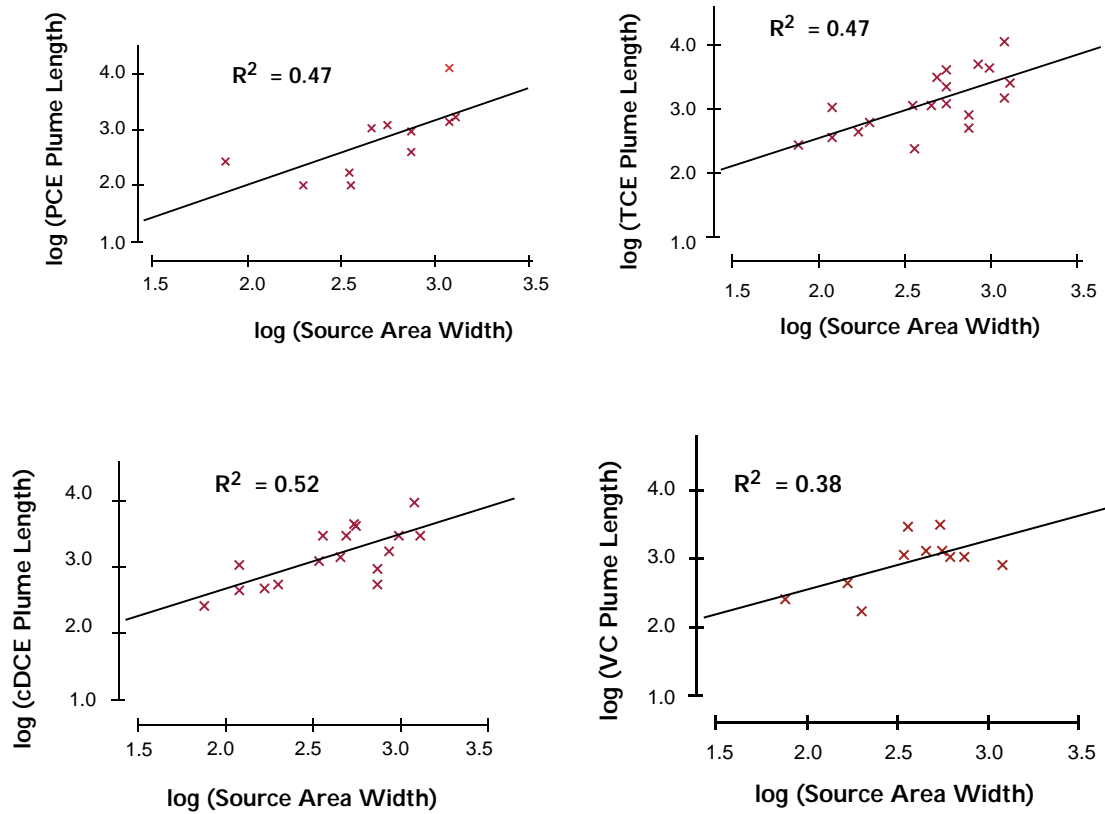 log (PCE Plume Length)
R² = 0.47
4.0
3.0
2.0
1.0
1.5 2.0 2.5 3.0 3.5
log (Source Area Width)
log (TCE Plume Length)
R² = 0.47
4.0
3.0
2.0
1.0
1.5 2.0 2.5 3.0 3.5
log (Source Area Width)
log (cDCE Plume Length)
R² = 0.52
4.0
3.0
2.0
1.0
1.5 2.0 2.5 3.0 3.5
log (Source Area Width)
log (VC Plume Length)
R² = 0.38
4.0
3.0
2.0
1.0
1.5 2.0 2.5 3.0 3.5
log (Source Area Width)